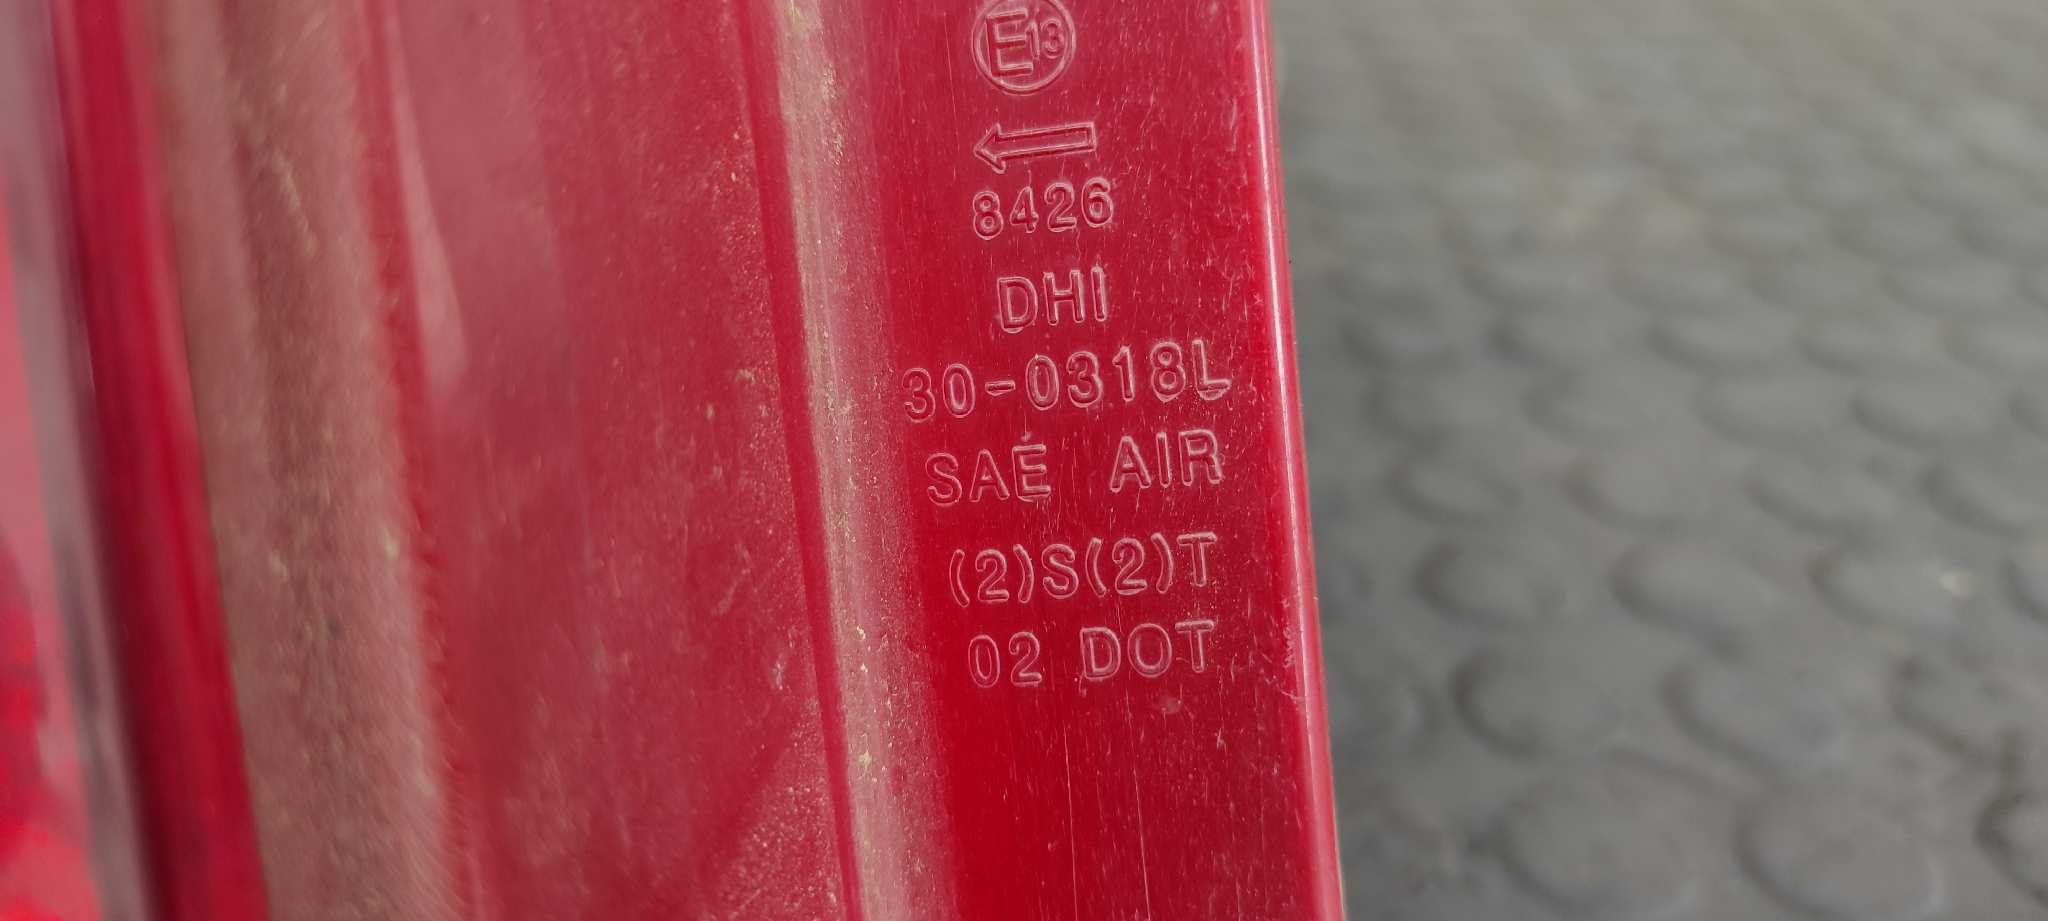 E13
8426
DHI
30-0318L
SAE AIR
(2)S(2)T
02 DOT